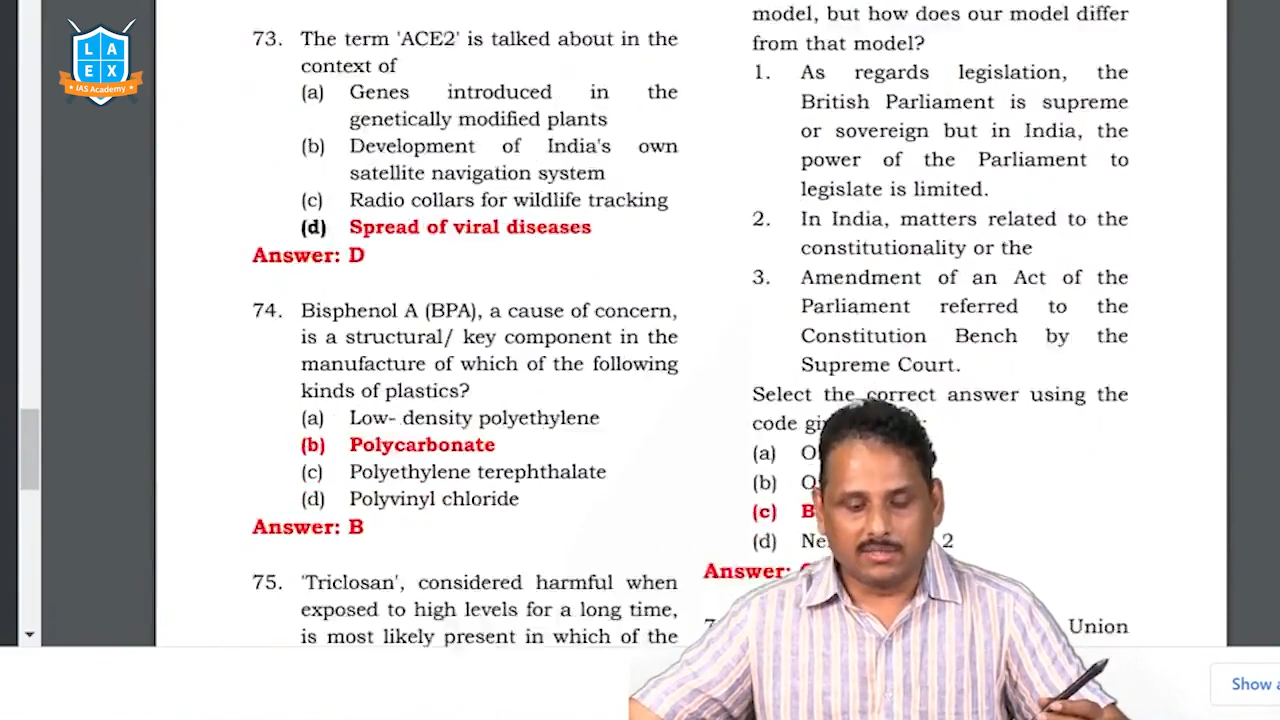 L A
E X
IAS Academy
73. The term 'ACE2' is talked about in the
context of
(a) Genes introduced in the
genetically modified plants
(b) Development of India's own
satellite navigation system
(c) Radio collars for wildlife tracking
(d) Spread of viral diseases
Answer: D
74. Bisphenol A (BPA), a cause of concern,
is a structural/ key component in the
manufacture of which of the following
kinds of plastics?
(a) Low- density polyethylene
(b) Polycarbonate
(c) Polyethylene terephthalate
(d) Polyvinyl chloride
Answer: B
75. 'Triclosan', considered harmful when
exposed to high levels for a long time,
is most likely present in which of the
model, but how does our model differ
from that model?
1. As regards legislation, the
British Parliament is supreme
or sovereign but in India, the
power of the Parliament to
legislate is limited.
2. In India, matters related to the
constitutionality or the
3. Amendment of an Act of the
Parliament referred to the
Constitution Bench by the
Supreme Court.
Select the correct answer using the
code
(a)
(b)
(c)
(d) 2
Answer:
Union
Show